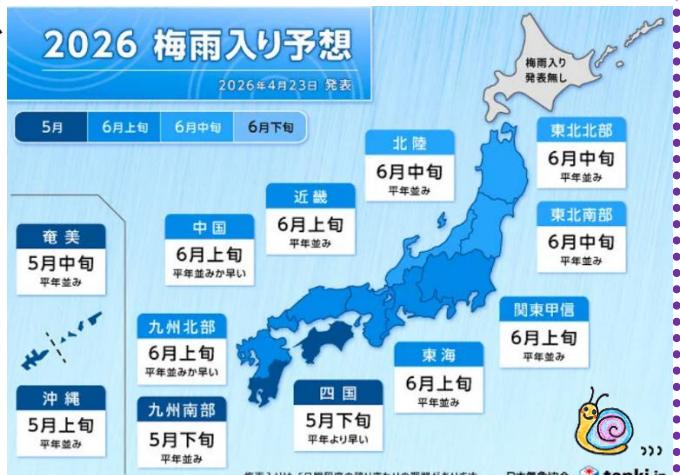 2026 梅雨入り予想
2026年4月23日 発表
5月 6月上旬 6月中旬 6月下旬
梅雨入り
発表無し
東北北部
6月中旬
平年並み
北陸
6月中旬
平年並み
東北南部
6月中旬
平年並み
近畿
6月上旬
平年並み
中国
6月上旬
平年並みか早い
奄美
5月中旬
平年並み
関東甲信
6月上旬
平年並み
九州北部
6月上旬
平年並みか早い
東海
6月上旬
平年並み
四国
5月下旬
平年より早い
沖縄
5月上旬
平年並み
九州南部
5月下旬
平年並み